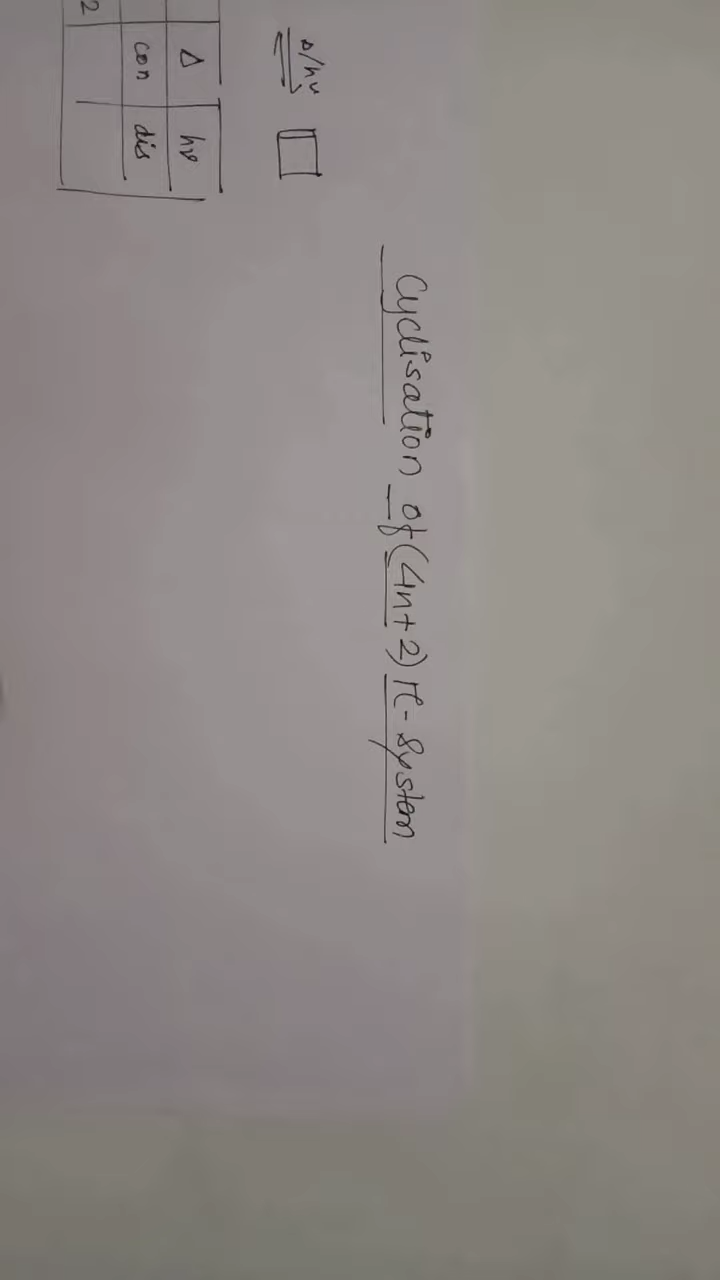 Cyclisation of (4n+2) π-System
Δ/hν
Δ hν
con dis
2